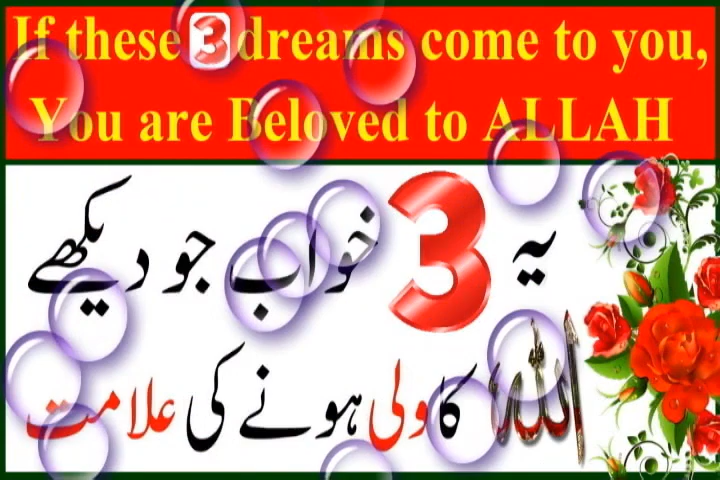 If these 3 dreams come to you,
You are Beloved to ALLAH
یہ 3 خواب جو دیکھے
اللہ کا ولی ہونے کی علامت